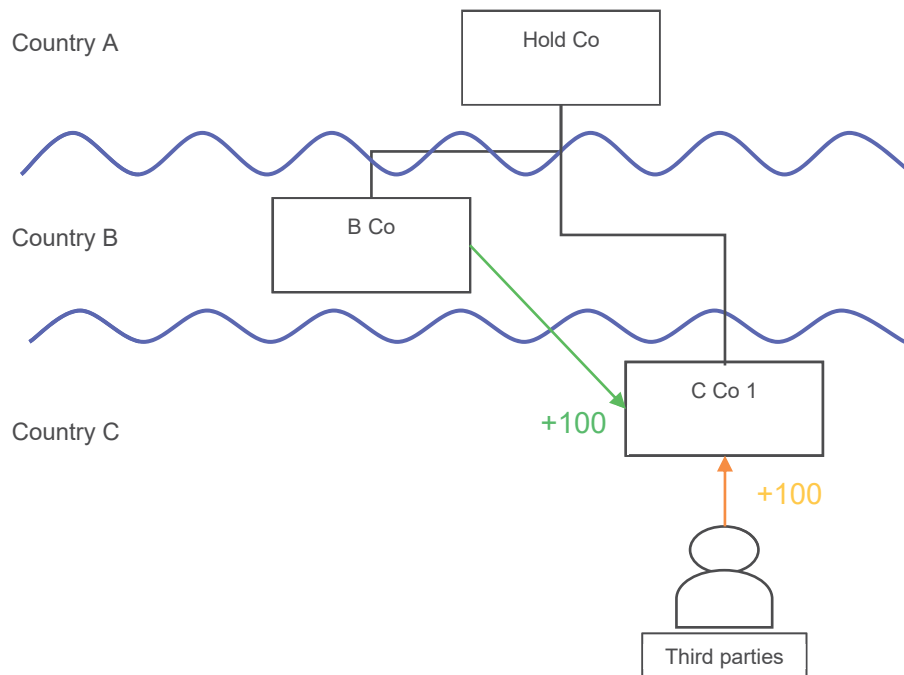 Country A
Hold Co
Country B
B Co
C Co 1
+100
Country C
+100
Third parties